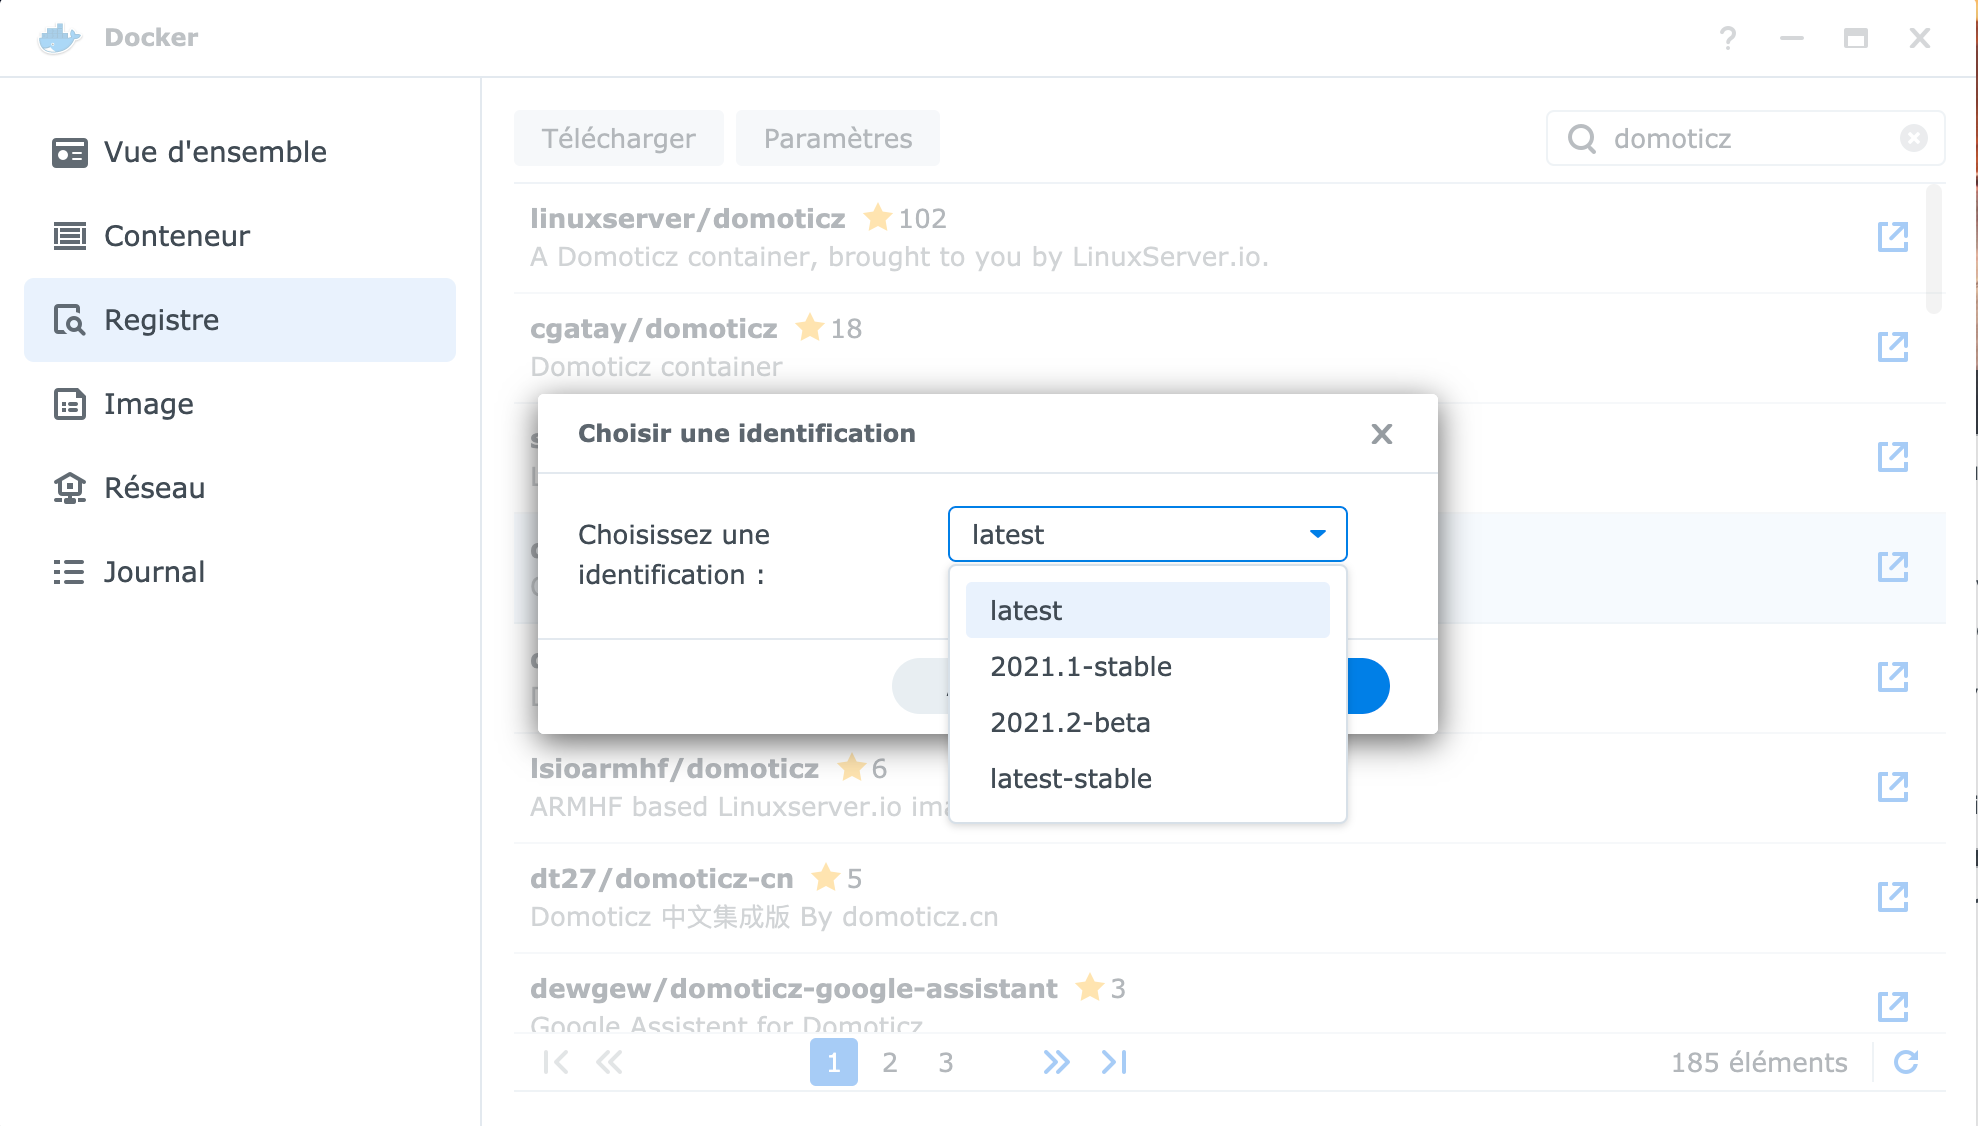 Docker
Vue d'ensemble
Conteneur
Registre
Image
Réseau
Journal
Télécharger
Paramètres
domoticz
linuxserver/domoticz 102
A Domoticz container, brought to you by LinuxServer.io.
cgatay/domoticz 18
Domoticz container
Choisir une identification
Choisissez une
identification :
latest
latest
2021.1-stable
2021.2-beta
latest-stable
lsioarmhf/domoticz 6
ARMHF based Linuxserver.io
dt27/domoticz-cn 5
Domoticz 中文集成版 By domoticz.cn
dewgew/domoticz-google-assistant 3
Google Assistent for Domoticz
1 2 3
185 éléments